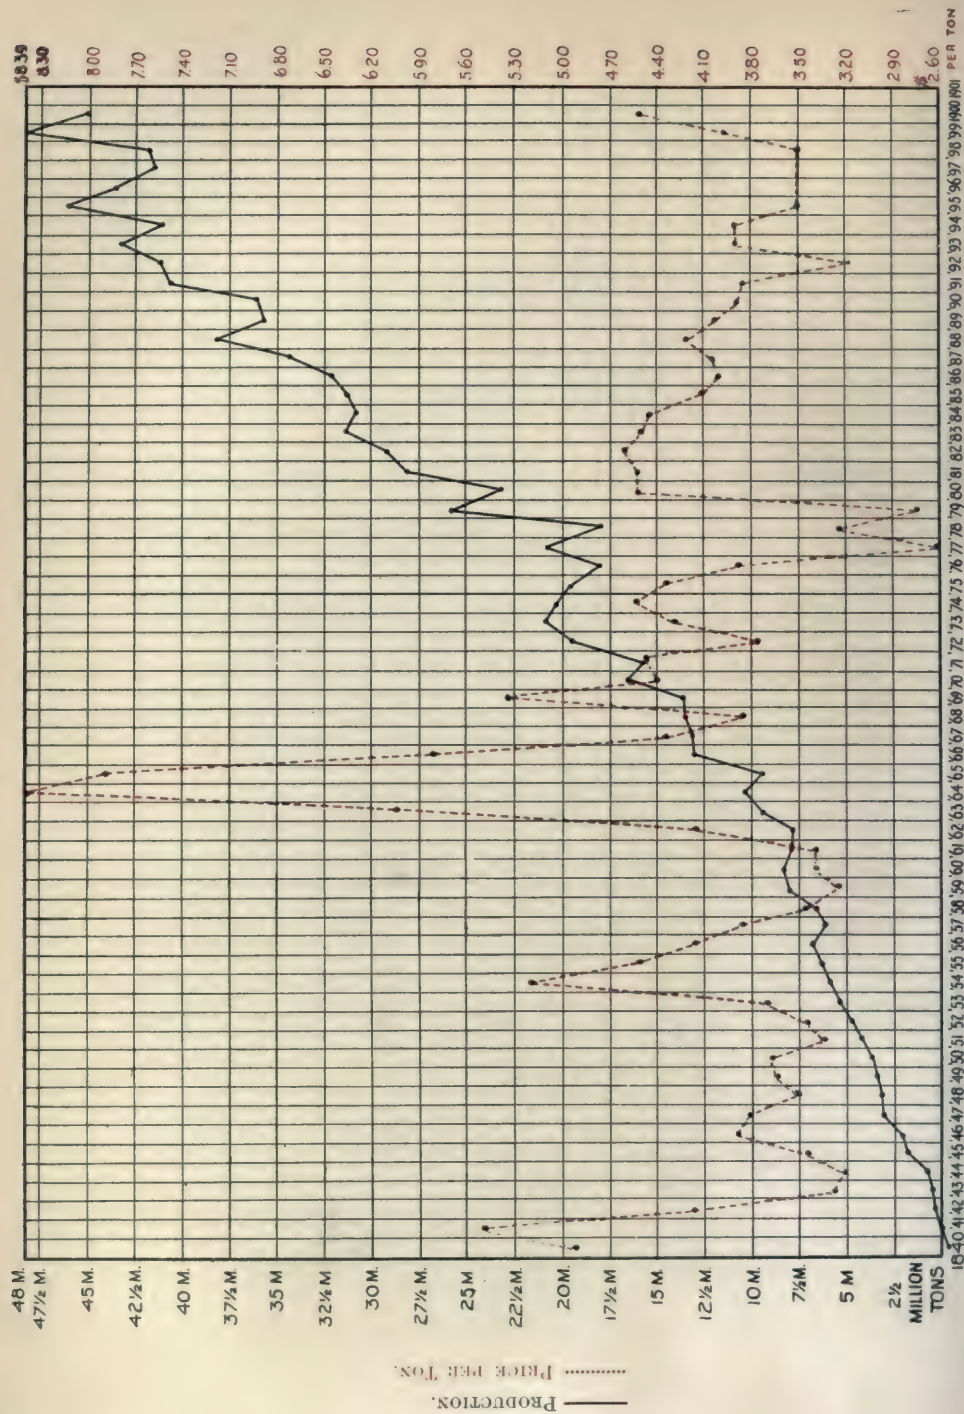 $8.39
8.30
8.00
7.70
7.40
7.10
6.80
6.50
6.20
5.90
5.60
5.30
5.00
4.70
4.40
4.10
3.80
3.50
3.20
2.90
$2.60
PER TON
48 M.
47½ M.
45 M.
42½ M.
40 M.
37½ M.
35 M.
32½ M.
30 M.
27½ M.
25 M
22½ M.
20 M.
17½ M.
15 M.
12½ M.
10 M.
7½ M.
5 M
2½
MILLION
TONS
1840 '41 '42 '43 '44 '45 '46 '47 '48 '49 '50 '51 '52 '53 '54 '55 '56 '57 '58 '59 '60 '61 '62 '63 '64 '65 '66 '67 '68 '69 '70 '71 '72 '73 '74 '75 '76 '77 '78 '79 '80 '81 '82 '83 '84 '85 '86 '87 '88 '89 '90 '91 '92 '93 '94 '95 '96 '97 '98 '99 1900 1901
PRICE PER TON.
PRODUCTION.